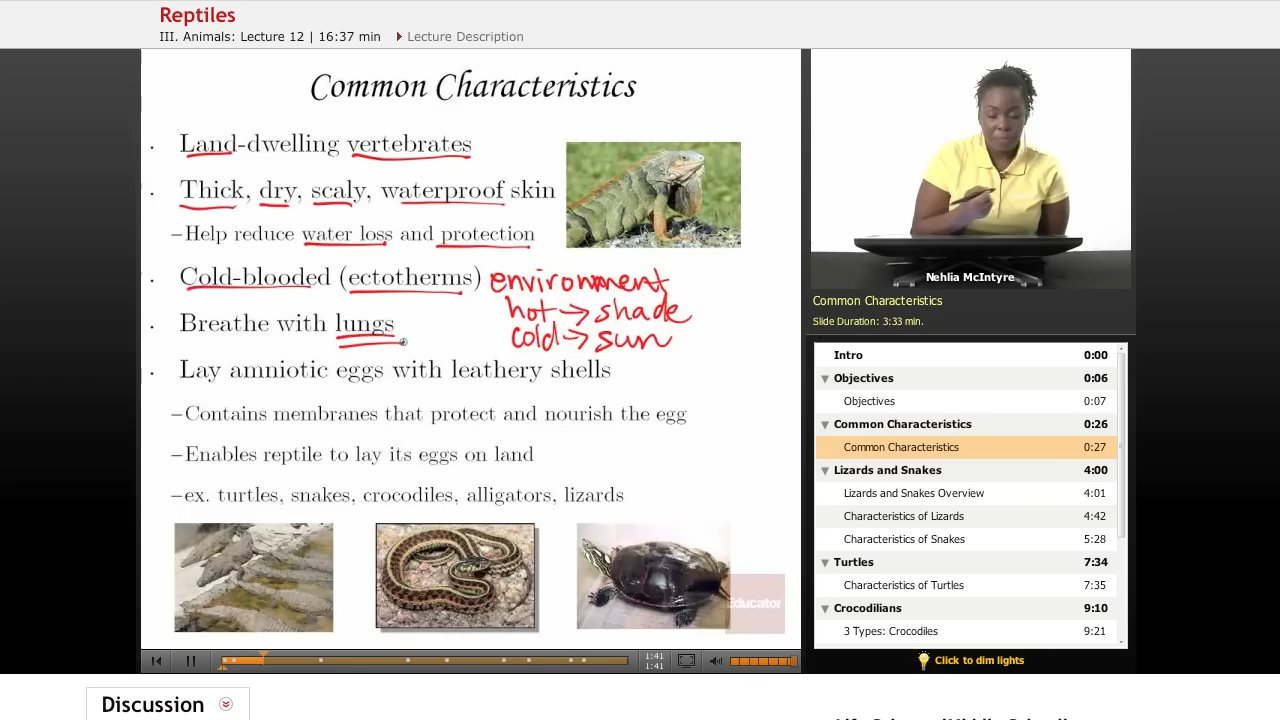 Reptiles
III. Animals: Lecture 12 | 16:37 min Lecture Description
Common Characteristics
. Land-dwelling vertebrates
. Thick, dry, scaly, waterproof skin
–Help reduce water loss and protection
. Cold-blooded (ectotherms) environment
hot → shade
. Breathe with lungs
cold → sun
. Lay amniotic eggs with leathery shells
–Contains membranes that protect and nourish the egg
–Enables reptile to lay its eggs on land
–ex. turtles, snakes, crocodiles, alligators, lizards
Educator
1:41
1:41
Nehlia McIntyre
Common Characteristics
Slide Duration: 3:33 min.
Intro 0:00
Objectives 0:06
Objectives 0:07
Common Characteristics 0:26
Common Characteristics 0:27
Lizards and Snakes 4:00
Lizards and Snakes Overview 4:01
Characteristics of Lizards 4:42
Characteristics of Snakes 5:28
Turtles 7:34
Characteristics of Turtles 7:35
Crocodilians 9:10
3 Types: Crocodiles 9:21
Click to dim lights
Discussion